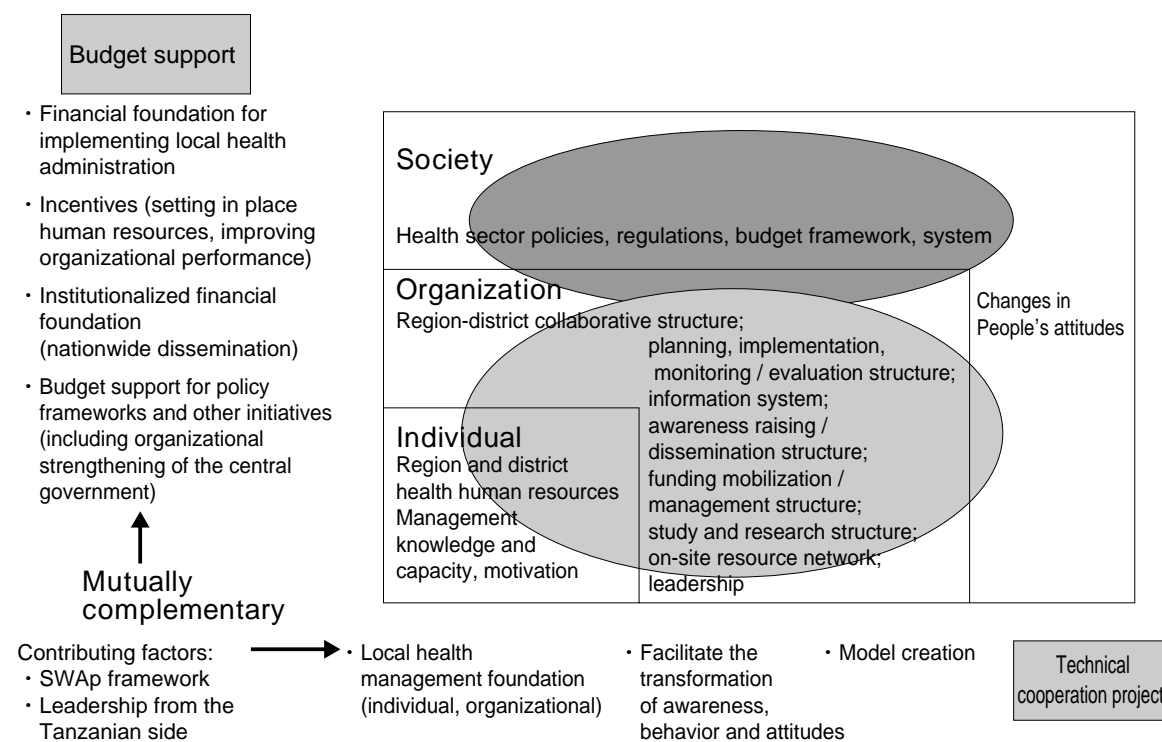 Budget support
・Financial foundation for
implementing local health
administration
・Incentives (setting in place
human resources, improving
organizational performance)
・Institutionalized financial
foundation
(nationwide dissemination)
・Budget support for policy
frameworks and other initiatives
(including organizational
strengthening of the central
government)
Mutually
complementary
Society
Health sector policies, regulations, budget framework, system
Organization
Region-district collaborative structure;
planning, implementation,
monitoring / evaluation structure;
information system;
awareness raising /
dissemination structure;
funding mobilization /
management structure;
study and research structure;
on-site resource network;
leadership
Individual
Region and district
health human resources
Management
knowledge and
capacity, motivation
Changes in
People's attitudes
Contributing factors:
・SWAp framework
・Leadership from the
Tanzanian side
・Local health
management foundation
(individual, organizational)
・Facilitate the
transformation
of awareness,
behavior and attitudes
・Model creation
Technical
cooperation project